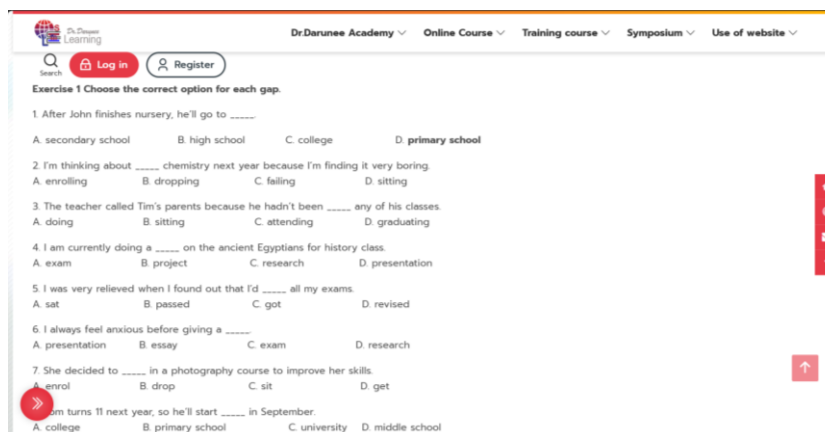 Dr.Darunee
Learning
Dr.Darunee Academy Online Course Training course Symposium Use of website
Search Log in Register
Exercise 1 Choose the correct option for each gap.
1. After John finishes nursery, he'll go to _____.
A. secondary school B. high school C. college D. primary school
2. I'm thinking about _____ chemistry next year because I'm finding it very boring.
A. enrolling B. dropping C. failing D. sitting
3. The teacher called Tim's parents because he hadn't been _____ any of his classes.
A. doing B. sitting C. attending D. graduating
4. I am currently doing a _____ on the ancient Egyptians for history class.
A. exam B. project C. research D. presentation
5. I was very relieved when I found out that I'd _____ all my exams.
A. sat B. passed C. got D. revised
6. I always feel anxious before giving a _____.
A. presentation B. essay C. exam D. research
7. She decided to _____ in a photography course to improve her skills.
A. enrol B. drop C. sit D. get
om turns 11 next year, so he'll start _____ in September.
A. college B. primary school C. university D. middle school